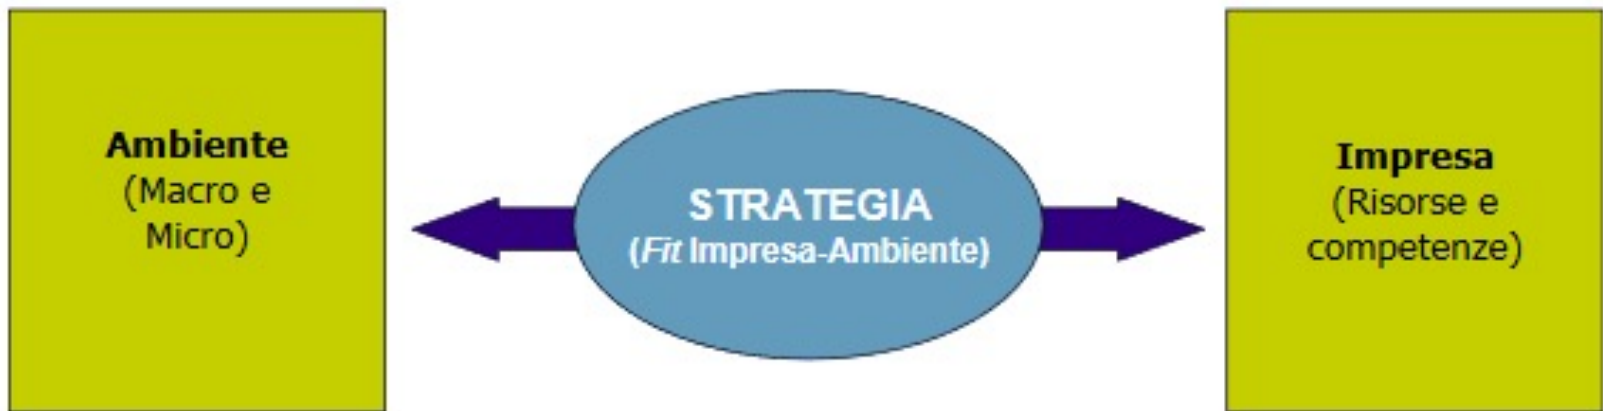 Ambiente
(Macro e
Micro)
STRATEGIA
(Fit Impresa-Ambiente)
Impresa
(Risorse e
competenze)